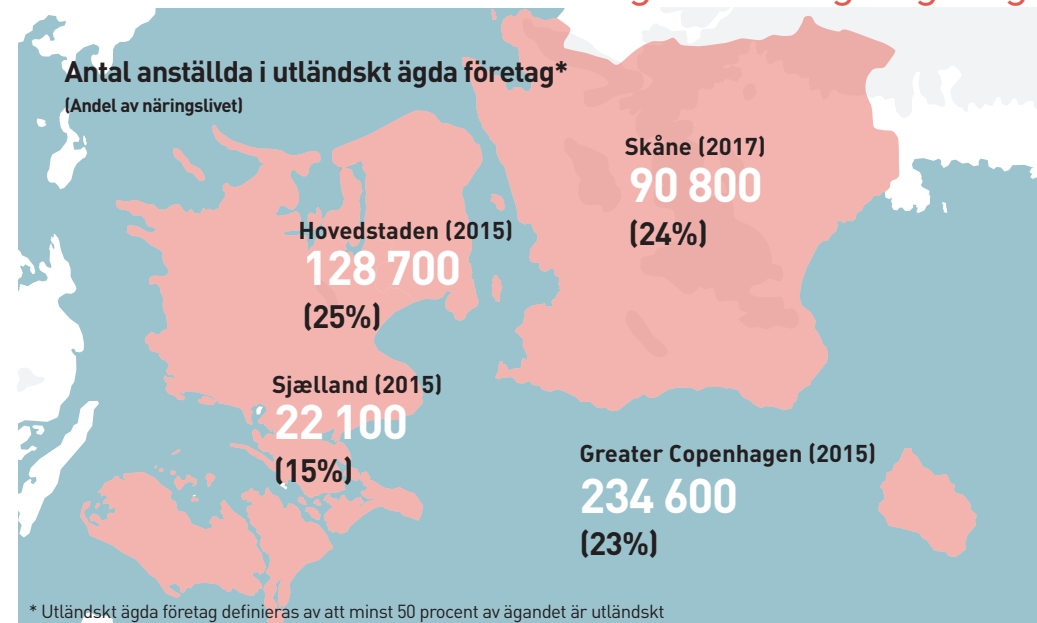 Antal anställda i utländskt ägda företag*
(Andel av näringslivet)
Skåne (2017)
90 800
(24%)
Hovedstaden (2015)
128 700
(25%)
Sjælland (2015)
22 100
(15%)
Greater Copenhagen (2015)
234 600
(23%)
* Utländskt ägda företag definieras av att minst 50 procent av ägandet är utländskt